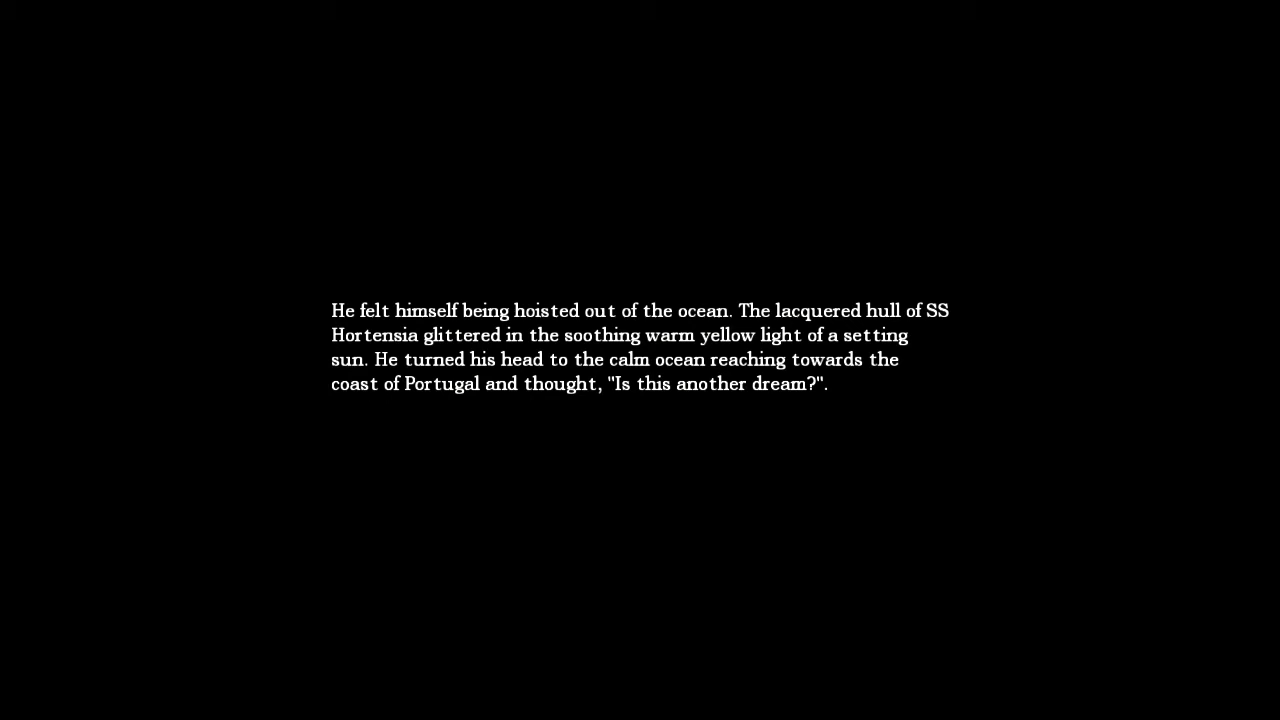 He felt himself being hoisted out of the ocean. The lacquered hull of SS
Hortensia glittered in the soothing warm yellow light of a setting
sun. He turned his head to the calm ocean reaching towards the
coast of Portugal and thought, "Is this another dream?".